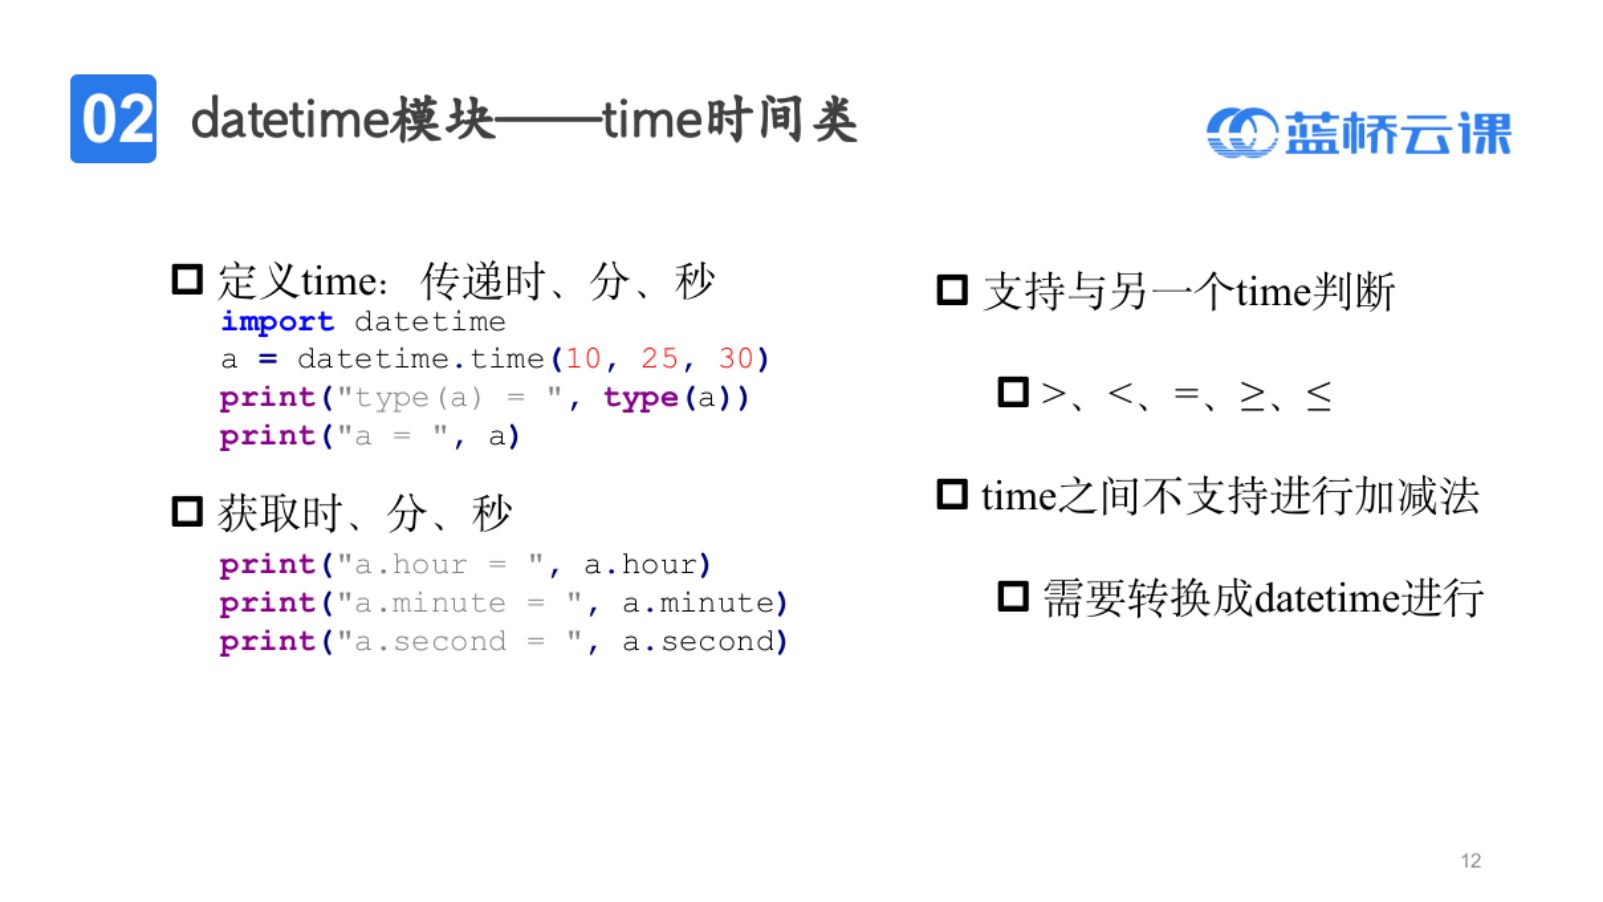 02
datetime模块——time时间类
蓝桥云课
定义time： 传递时、分、秒
import datetime
a = datetime.time(10, 25, 30)
print("type(a) = ", type(a))
print("a = ", a)
获取时、分、秒
print("a.hour = ", a.hour)
print("a.minute = ", a.minute)
print("a.second = ", a.second)
支持与另一个time判断
>、<、=、≥、≤
time之间不支持进行加减法
需要转换成datetime进行
12